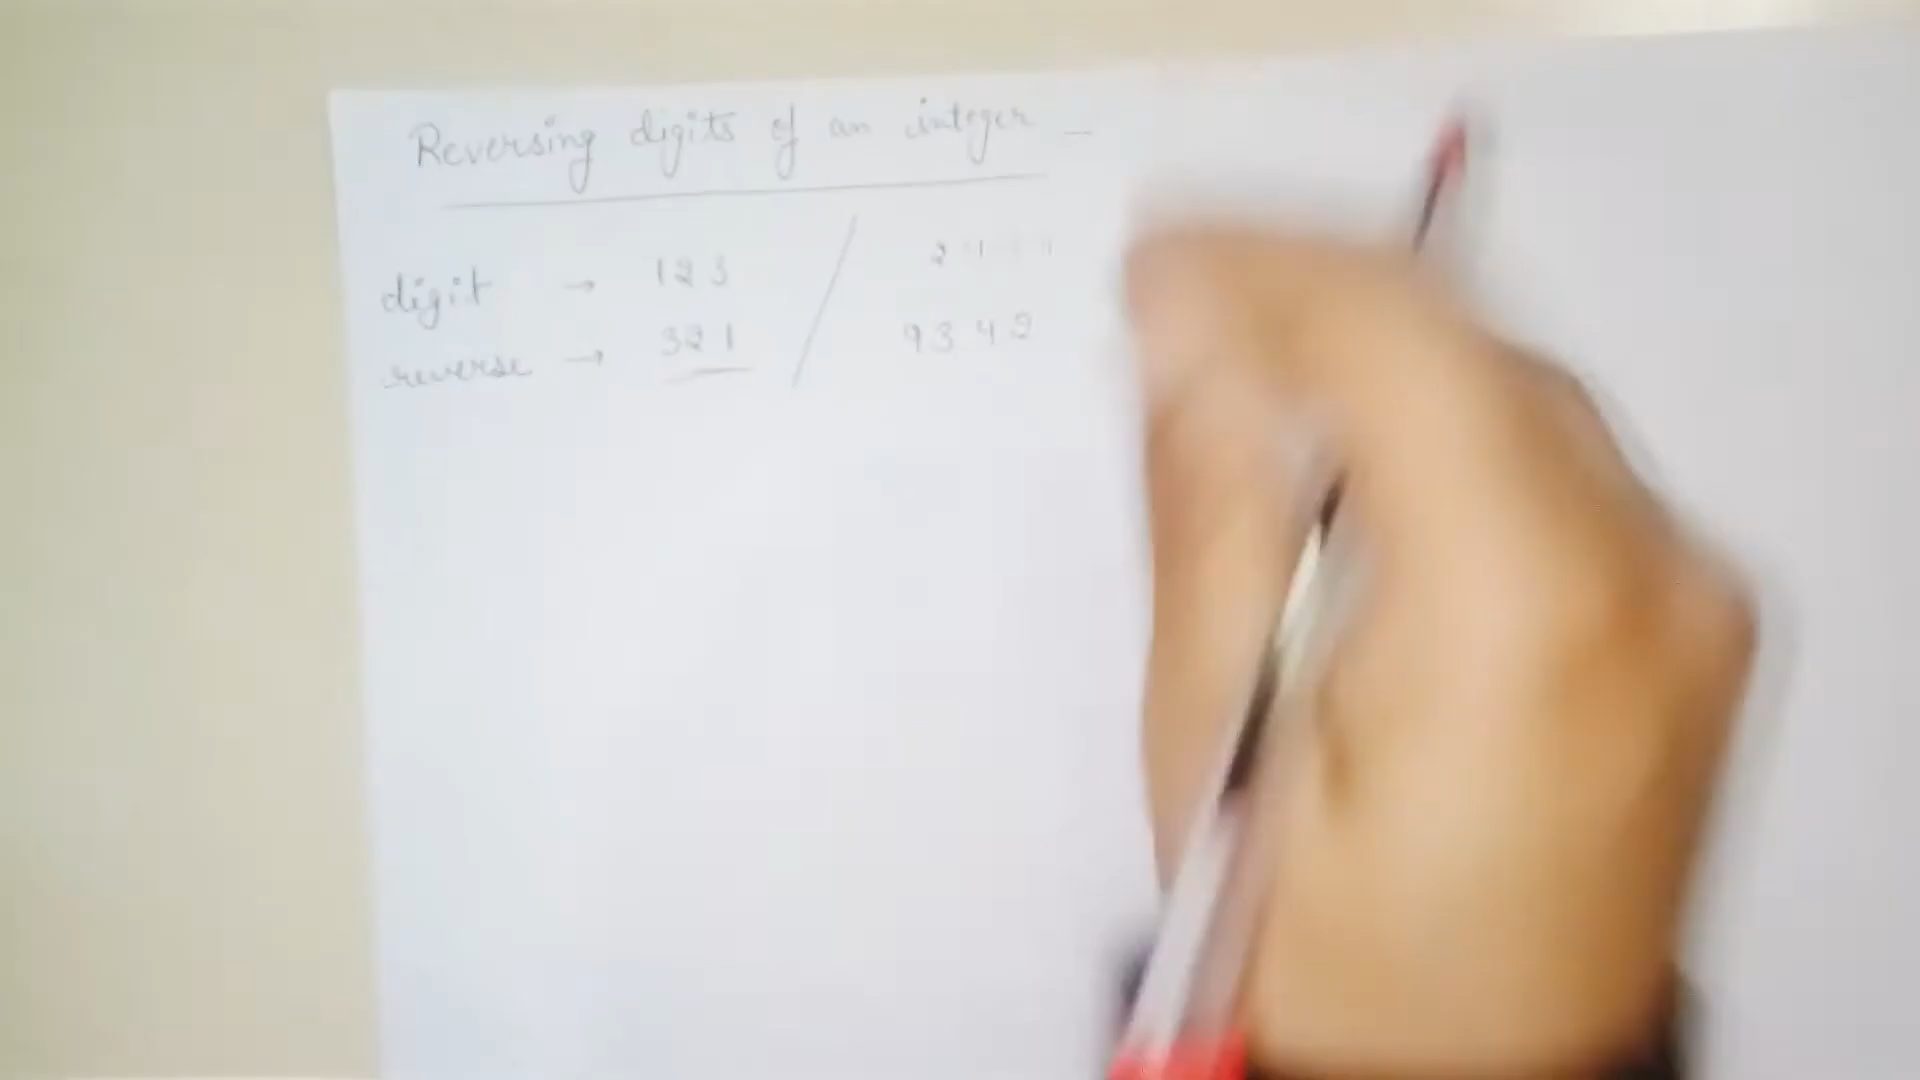 Reversing digits of an integer -
digit → 123 /
reverse → 321 / 9342